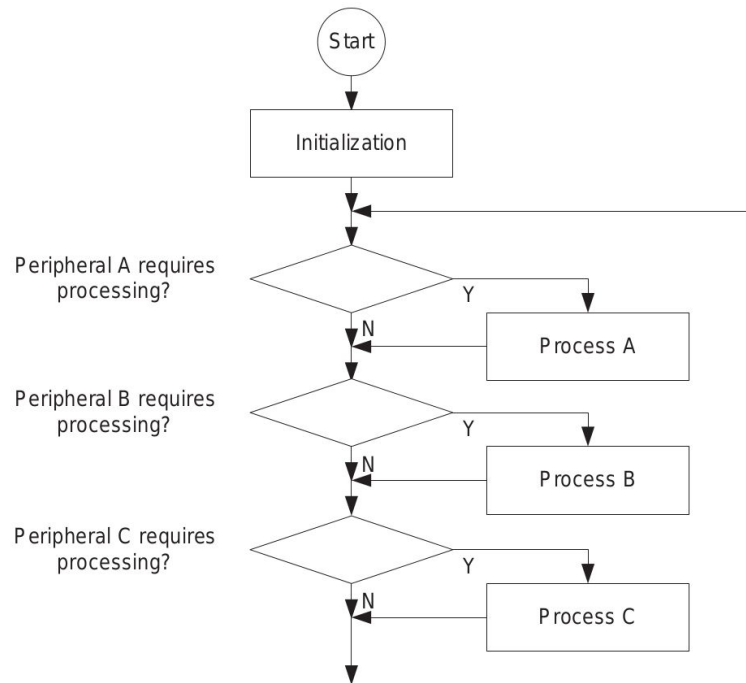 Start
Initialization
Peripheral A requires
processing?
Y
N
Process A
Peripheral B requires
processing?
Y
N
Process B
Peripheral C requires
processing?
Y
N
Process C